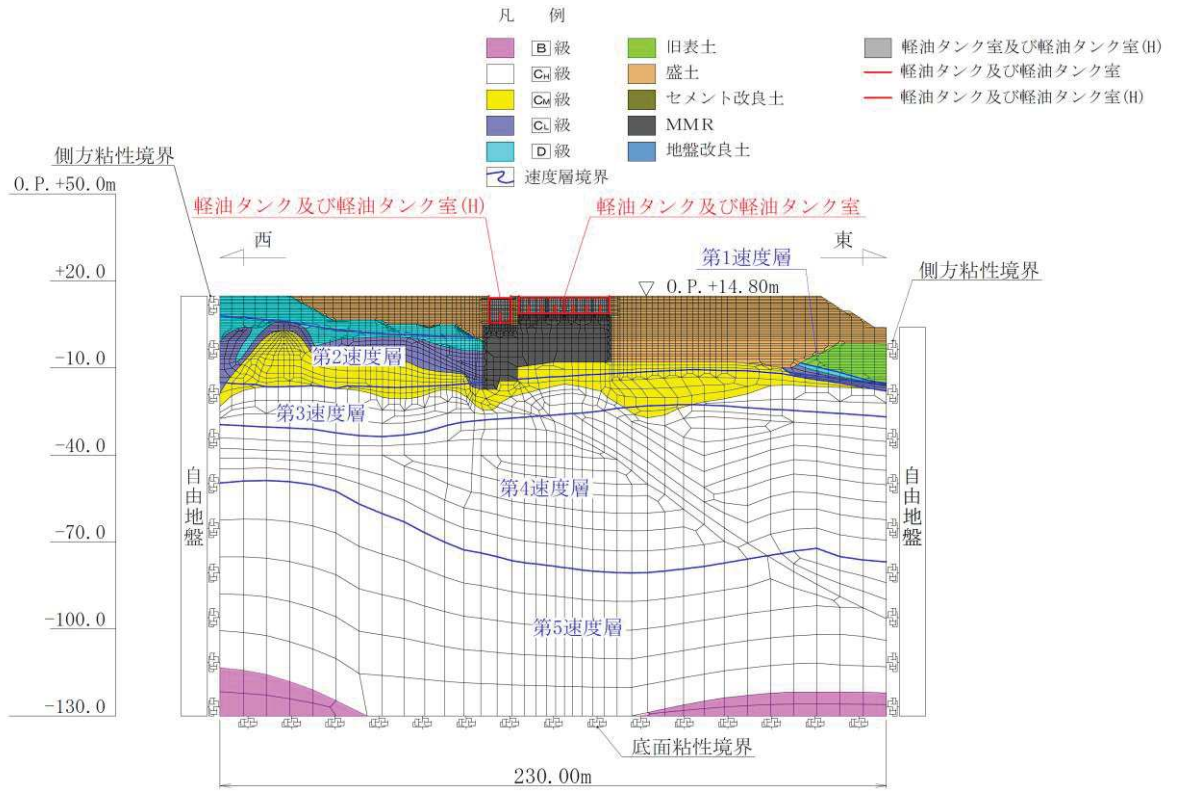 凡　例
B級
CH級
CM級
CL級
D級
速度層境界
旧表土
盛土
セメント改良土
MMR
地盤改良土
軽油タンク室及び軽油タンク室(H)
軽油タンク及び軽油タンク室
軽油タンク及び軽油タンク室(H)
側方粘性境界
O.P.+50.0m
軽油タンク及び軽油タンク室(H)
軽油タンク及び軽油タンク室
西
東
第1速度層
側方粘性境界
+20.0
O.P.+14.80m
-10.0
第2速度層
第3速度層
-40.0
自由地盤
第4速度層
自由地盤
-70.0
-100.0
第5速度層
-130.0
底面粘性境界
230.00m